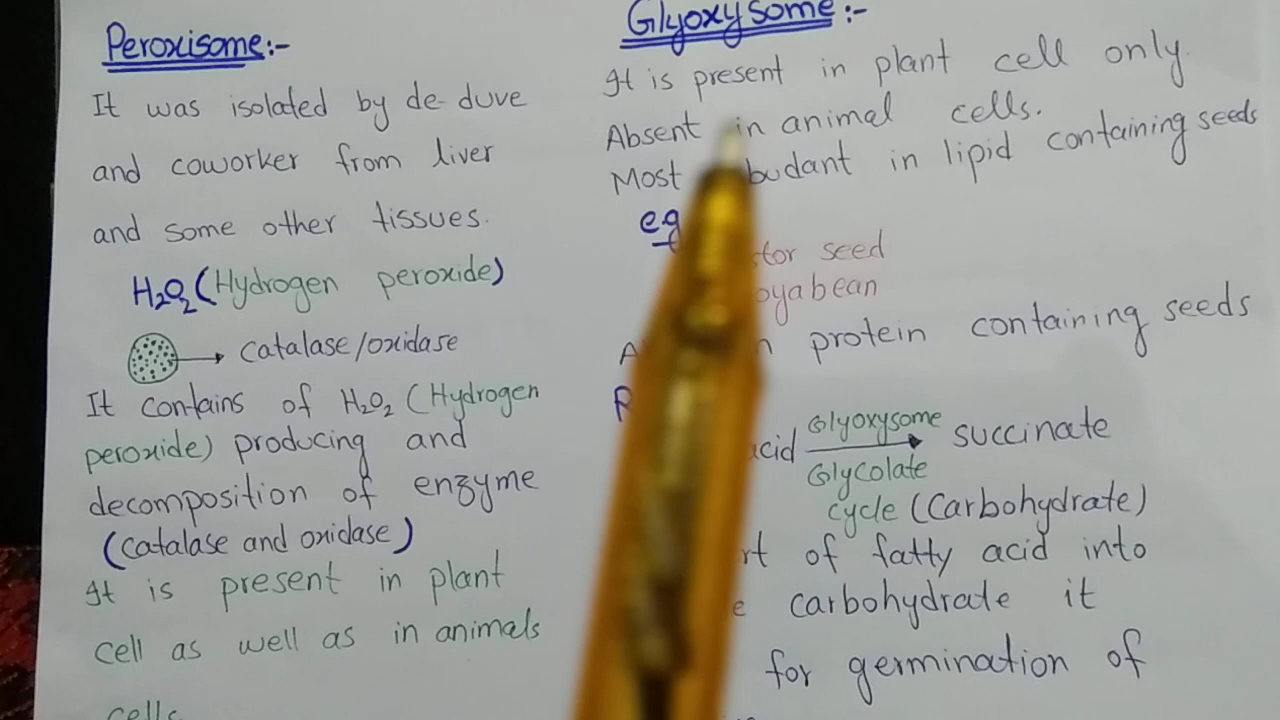 Peroxisome:-
It was isolated by de-duve
and coworker from liver
and some other tissues.
H₂O₂ (Hydrogen peroxide)
catalase/oxidase
It contains of H₂O₂ (Hydrogen
peroxide) producing and
decomposition of enzyme
(catalase and oxidase)
It is present in plant
cell as well as in animals
cells
Glyoxysome:-
It is present in plant cell only.
Absent in animal cells.
Most in lipid containing seeds
eg
seed
protein containing seeds
Glyoxysome
succinate
Glycolate
cycle (Carbohydrate)
of fatty acid into
carbohydrate it
for germination of